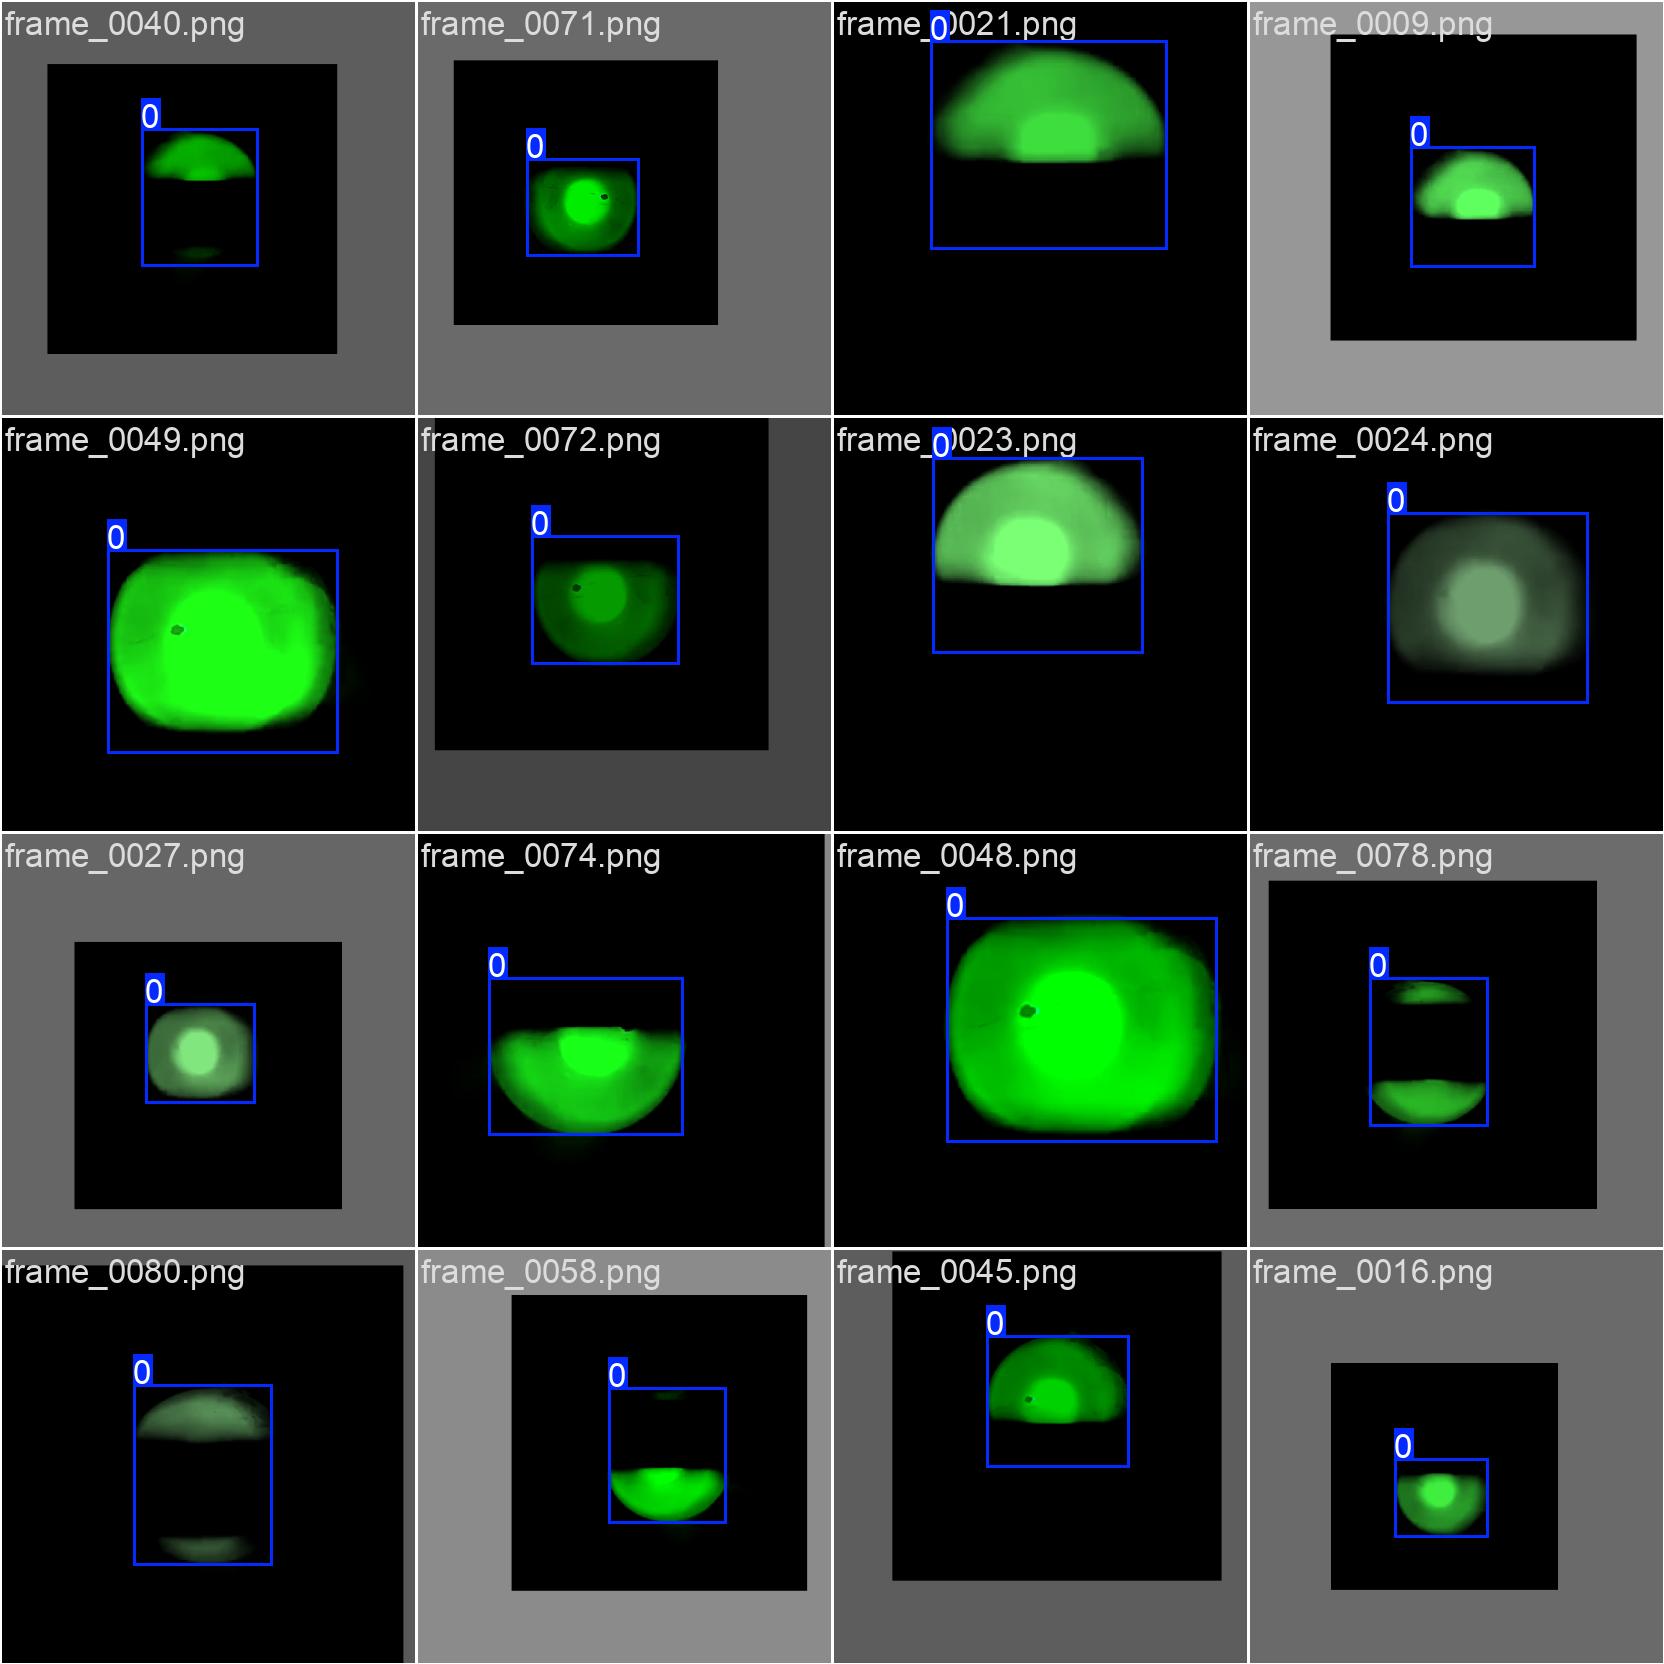 frame_0040.png
frame_0071.png
frame_0021.png
frame_0009.png
0
0
0
0
frame_0049.png
frame_0072.png
frame_0023.png
frame_0024.png
0
0
0
0
frame_0027.png
frame_0074.png
frame_0048.png
frame_0078.png
0
0
0
0
frame_0080.png
frame_0058.png
frame_0045.png
frame_0016.png
0
0
0
0